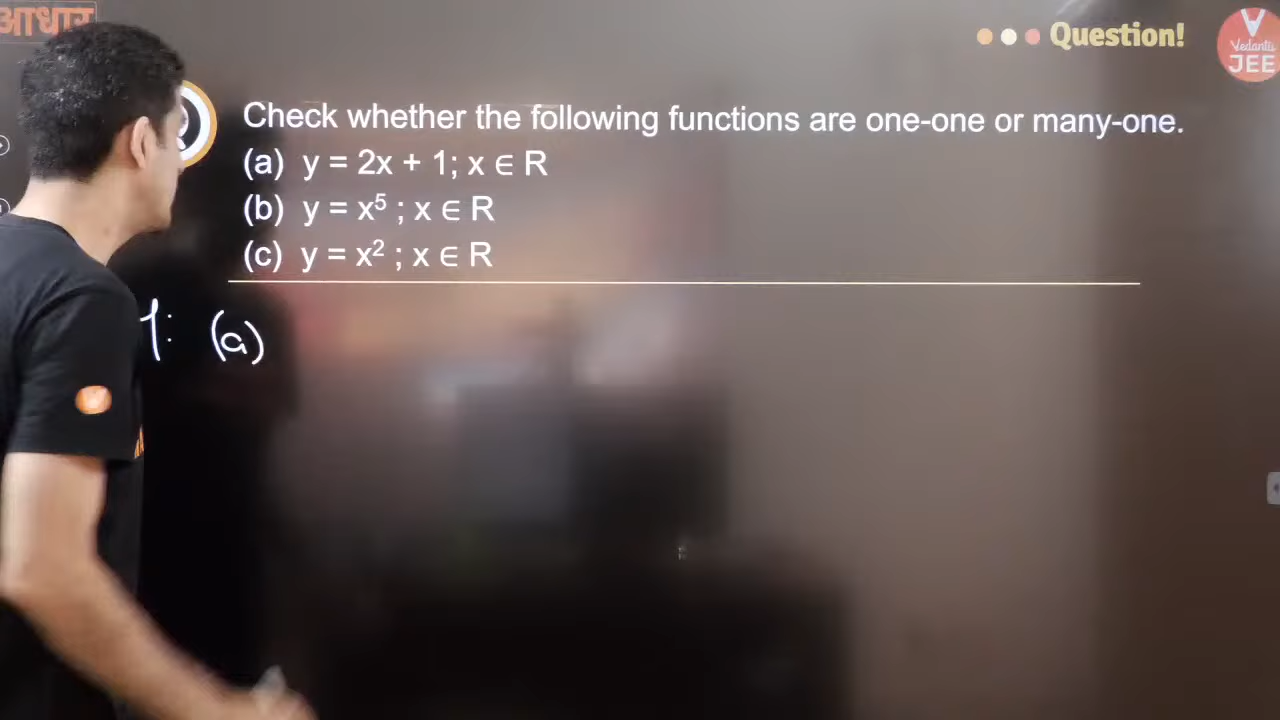 आधार
Question!
Vedantu
JEE
Check whether the following functions are one-one or many-one.
(a) y = 2x + 1; x ∈ R
(b) y = x⁵ ; x ∈ R
(c) y = x² ; x ∈ R
(a)